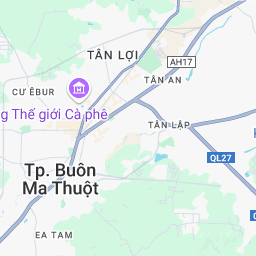 TÂN LỢI
AH17
TÂN AN
CƯ ÊBUR
g Thế giới Cà phê
TÂN LẬP
QL27
Tp. Buôn
Ma Thuột
EA TAM